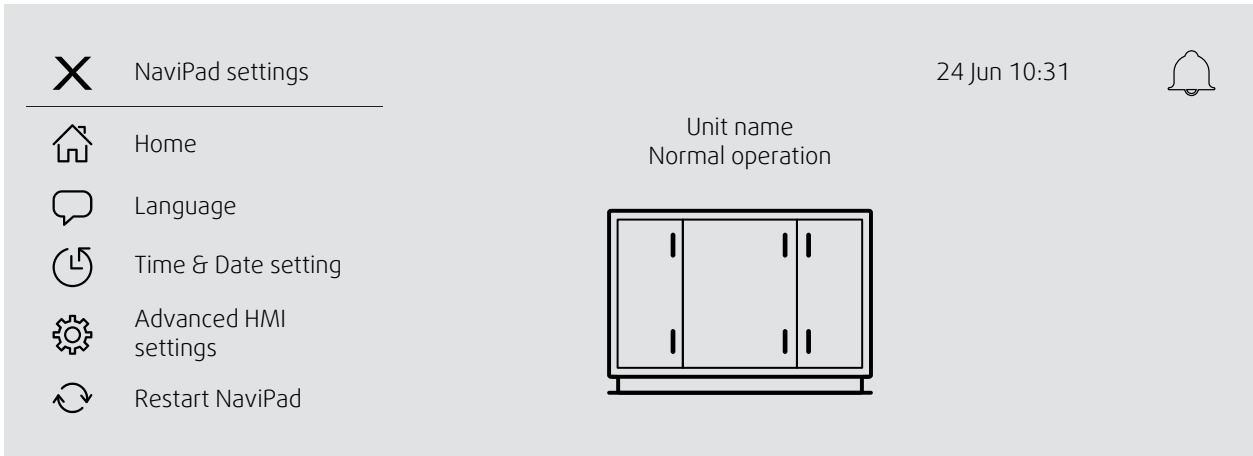 NaviPad settings
24 Jun 10:31
Home
Language
Time & Date setting
Advanced HMI
settings
Restart NaviPad
Unit name
Normal operation